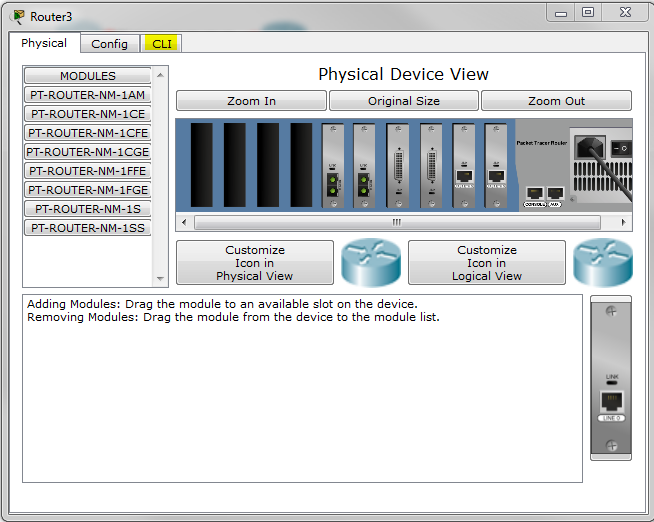 Router3
Physical
Config
CLI
MODULES
PT-ROUTER-NM-1AM
PT-ROUTER-NM-1CE
PT-ROUTER-NM-1CFE
PT-ROUTER-NM-1CGE
PT-ROUTER-NM-1FFE
PT-ROUTER-NM-1FGE
PT-ROUTER-NM-1S
PT-ROUTER-NM-1SS
Physical Device View
Zoom In
Original Size
Zoom Out
Packet Tracer Router
CONSOLE
AUX
Customize
Icon in
Physical View
Customize
Icon in
Logical View
Adding Modules: Drag the module to an available slot on the device.
Removing Modules: Drag the module from the device to the module list.
LINK
LINE 0